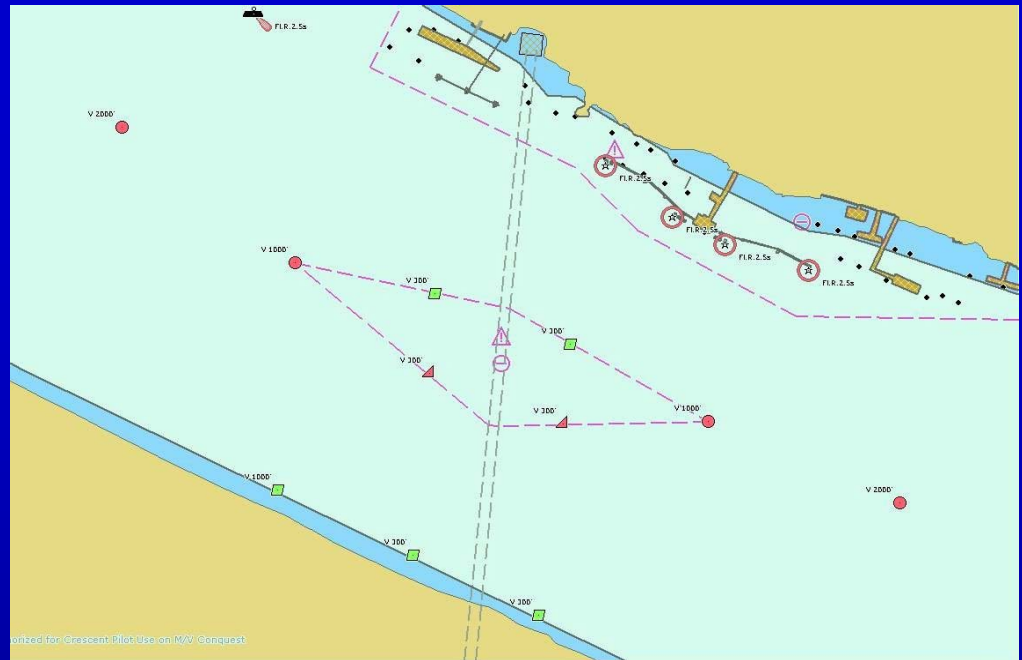 Fl.R.2.5s
V 2000'
Fl.R.2.5s
Fl.R.2.5s
V 1000'
Fl.R.2.5s
V 300'
Fl.R.2.5s
V 300'
V 300'
V 300'
V 1000'
V 1000'
V 2000'
V 300'
V 300'
orized for Crescent Pilot Use on M/V Conquest